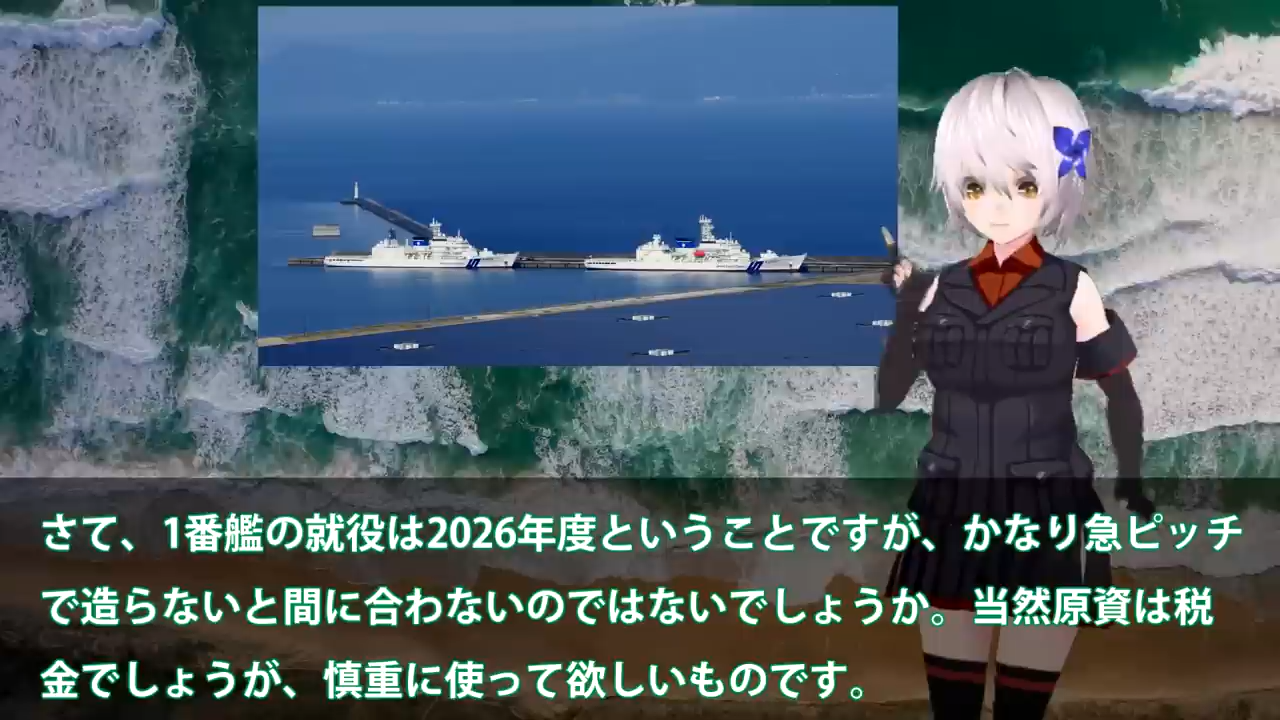 さて、1番艦の就役は2026年度ということですが、かなり急ピッチ
で造らないと間に合わないのではないでしょうか。当然原資は税
金でしょうが、慎重に使って欲しいものです。